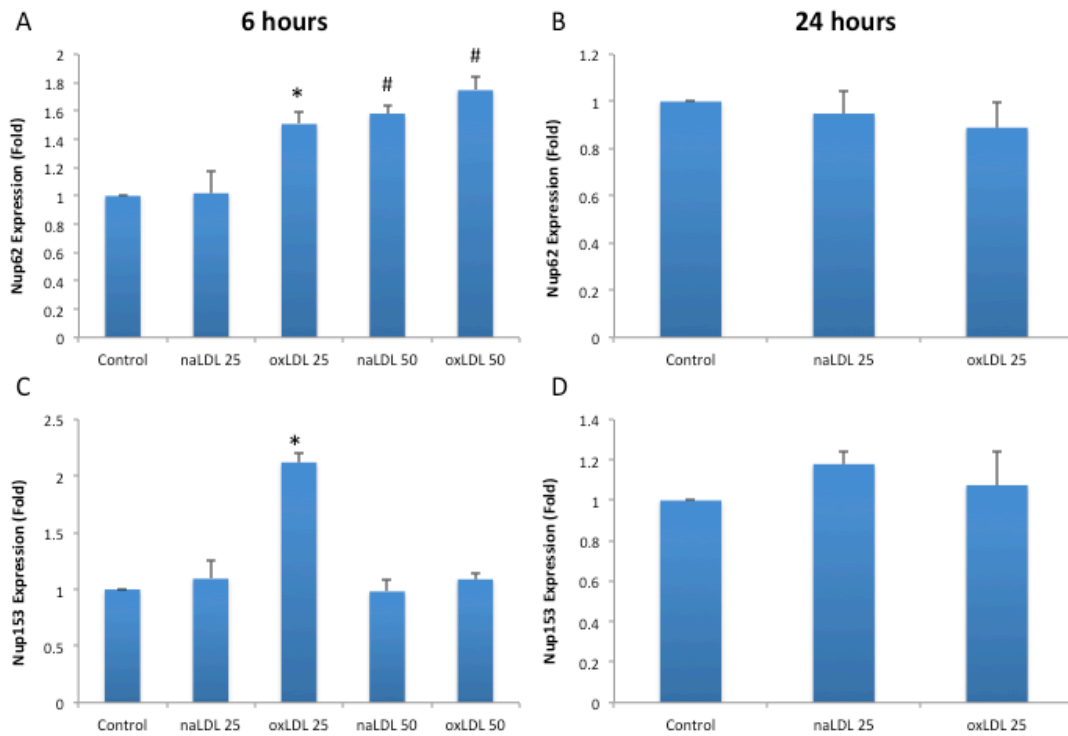 A 6 hours
Nup62 Expression (Fold)
2
1.8
1.6
1.4
1.2
1
0.8
0.6
0.4
0.2
0
* # #
Control naLDL 25 oxLDL 25 naLDL 50 oxLDL 50
B 24 hours
Nup62 Expression (Fold)
1.2
1
0.8
0.6
0.4
0.2
0
Control naLDL 25 oxLDL 25
C
Nup153 Expression (Fold)
2.5
2
1.5
1
0.5
0
*
Control naLDL 25 oxLDL 25 naLDL 50 oxLDL 50
D
Nup153 Expression (Fold)
1.4
1.2
1
0.8
0.6
0.4
0.2
0
Control naLDL 25 oxLDL 25